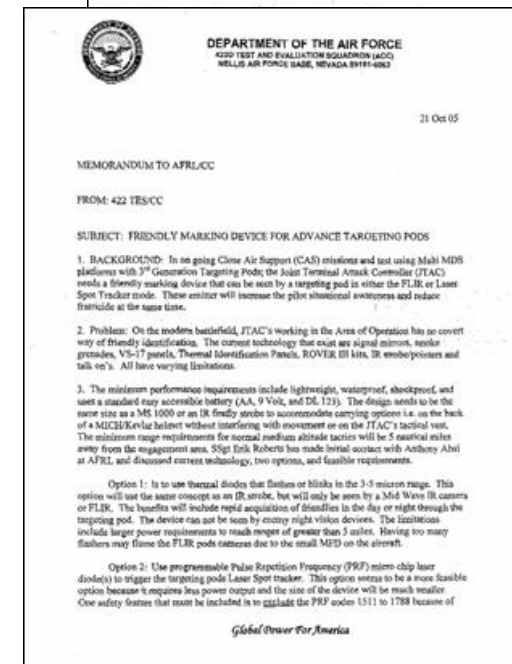 DEPARTMENT OF THE AIR FORCE
422D TEST AND EVALUATION SQUADRON (ACC)
NELLIS AIR FORCE BASE, NEVADA 89191-6063
21 Oct 05
MEMORANDUM TO AFRL/CC
FROM: 422 TES/CC
SUBJECT: FRIENDLY MARKING DEVICE FOR ADVANCE TARGETING PODS
1. BACKGROUND: In on going Close Air Support (CAS) missions and test using Multi MDS
platforms with 3rd Generation Targeting Pods; the Joint Terminal Attack Controller (JTAC)
needs a friendly marking device that can be seen by a targeting pod in either the FLIR or Laser
Spot Tracker mode. These emitter will increase the pilot situational awareness and reduce
fratricide at the same time.
2. Problem: On the modern battlefield, JTAC's working in the Area of Operation has no covert
way of friendly identification. The current technology that exist are signal mirrors, smoke
grenades, VS-17 panels, Thermal Identification Panels, ROVER III kits, IR strobe/pointers and
talk on's. All have varying limitations.
3. The minimum performance requirements include lightweight, waterproof, shockproof, and
uses a standard easy accessible battery (AA, 9 Volt, and DL 123). The design needs to be the
same size as a MS 1000 or an IR firefly strobe to accommodate carrying options i.e. on the back
of a MICH/Kevlar helmet without interfering with movement or on the JTAC's tactical vest.
The minimum range requirements for normal medium altitude tactics will be 5 nautical miles
away from the engagement area. SSgt Erik Roberts has made initial contact with Anthony
at AFRL and discussed current technology, two options, and feasible requirements.
Option 1: Is to use thermal diodes that flashes or blinks in the 3-5 micron range. This
option will use the same concept as an IR strobe, but will only be seen by a Mid Wave IR camera
or FLIR. The benefits will include rapid acquisition of friendlies in the day or night through the
targeting pod. The device can not be seen by enemy night vision devices. The limitations
include larger power requirements to reach ranges of greater than 5 miles. Having too many
flashers may the FLIR pods cameras due to the small MFD on the aircraft.
Option 2: Use programmable Pulse Repetition Frequency (PRF) micro chip laser
diode(s) to trigger the targeting pods Laser Spot tracker. This option seems to be a more feasible
option because it requires less power output and the size of the device will be much smaller.
One safety feature that must be included is to exclude the PRF codes 1511 to 1788 because of
Global Power For America